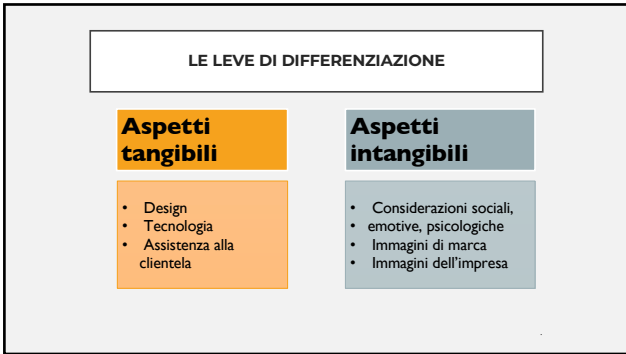 LE LEVE DI DIFFERENZIAZIONE
Aspetti
tangibili
• Design
• Tecnologia
• Assistenza alla
clientela
Aspetti
intangibili
• Considerazioni sociali,
• emotive, psicologiche
• Immagini di marca
• Immagini dell'impresa
.